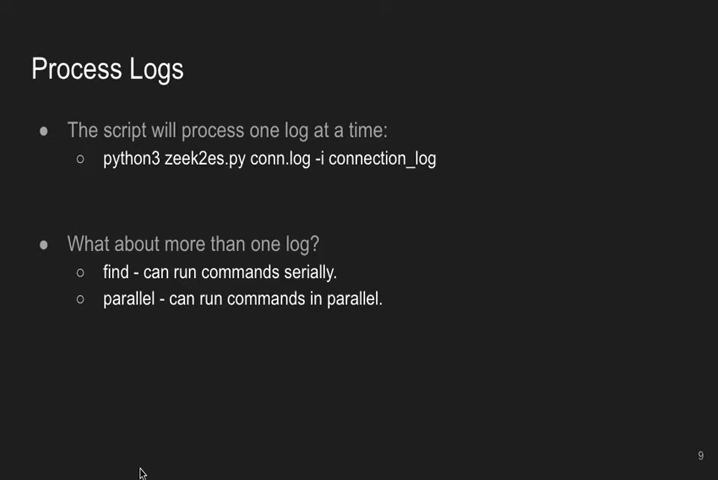 Process Logs
● The script will process one log at a time:
○ python3 zeek2es.py conn.log -i connection_log
● What about more than one log?
○ find - can run commands serially.
○ parallel - can run commands in parallel.
9